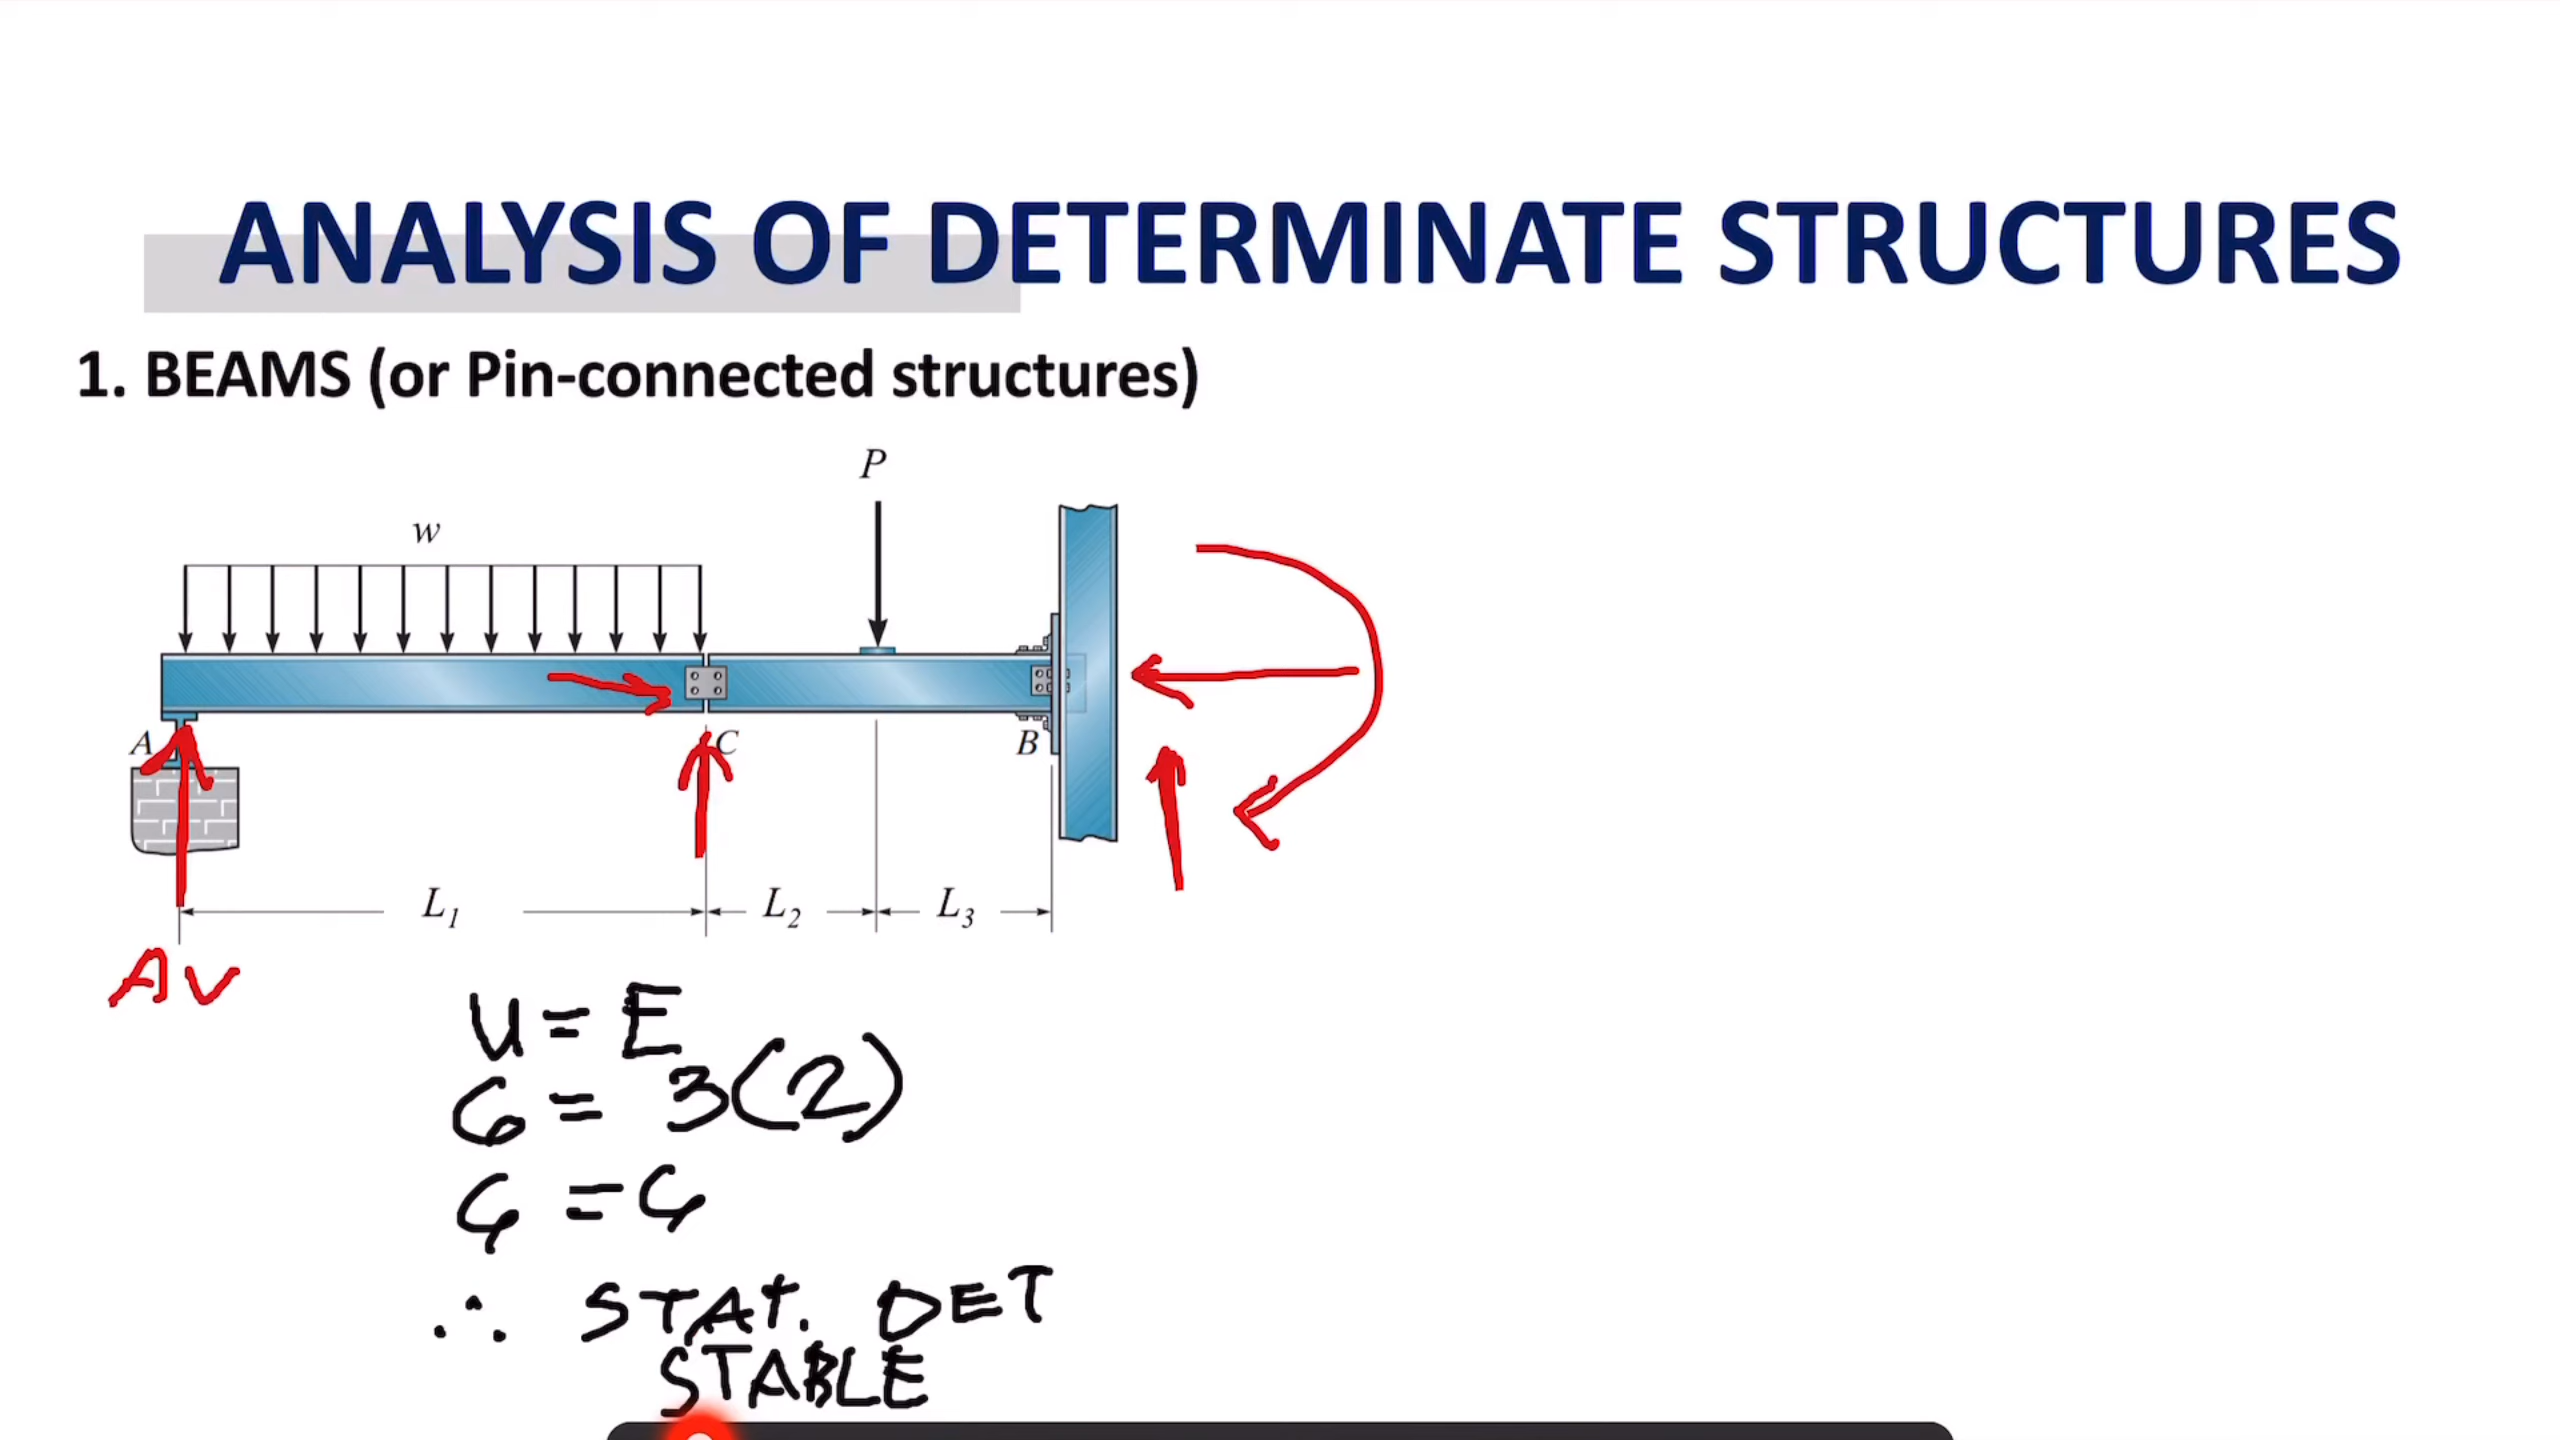 ANALYSIS OF DETERMINATE STRUCTURES
1. BEAMS (or Pin-connected structures)
P
w
A
C
B
L₁
L₂
L₃
AV
U = E
6 = 3(2)
6 = 6
∴ STAT. DET
STABLE